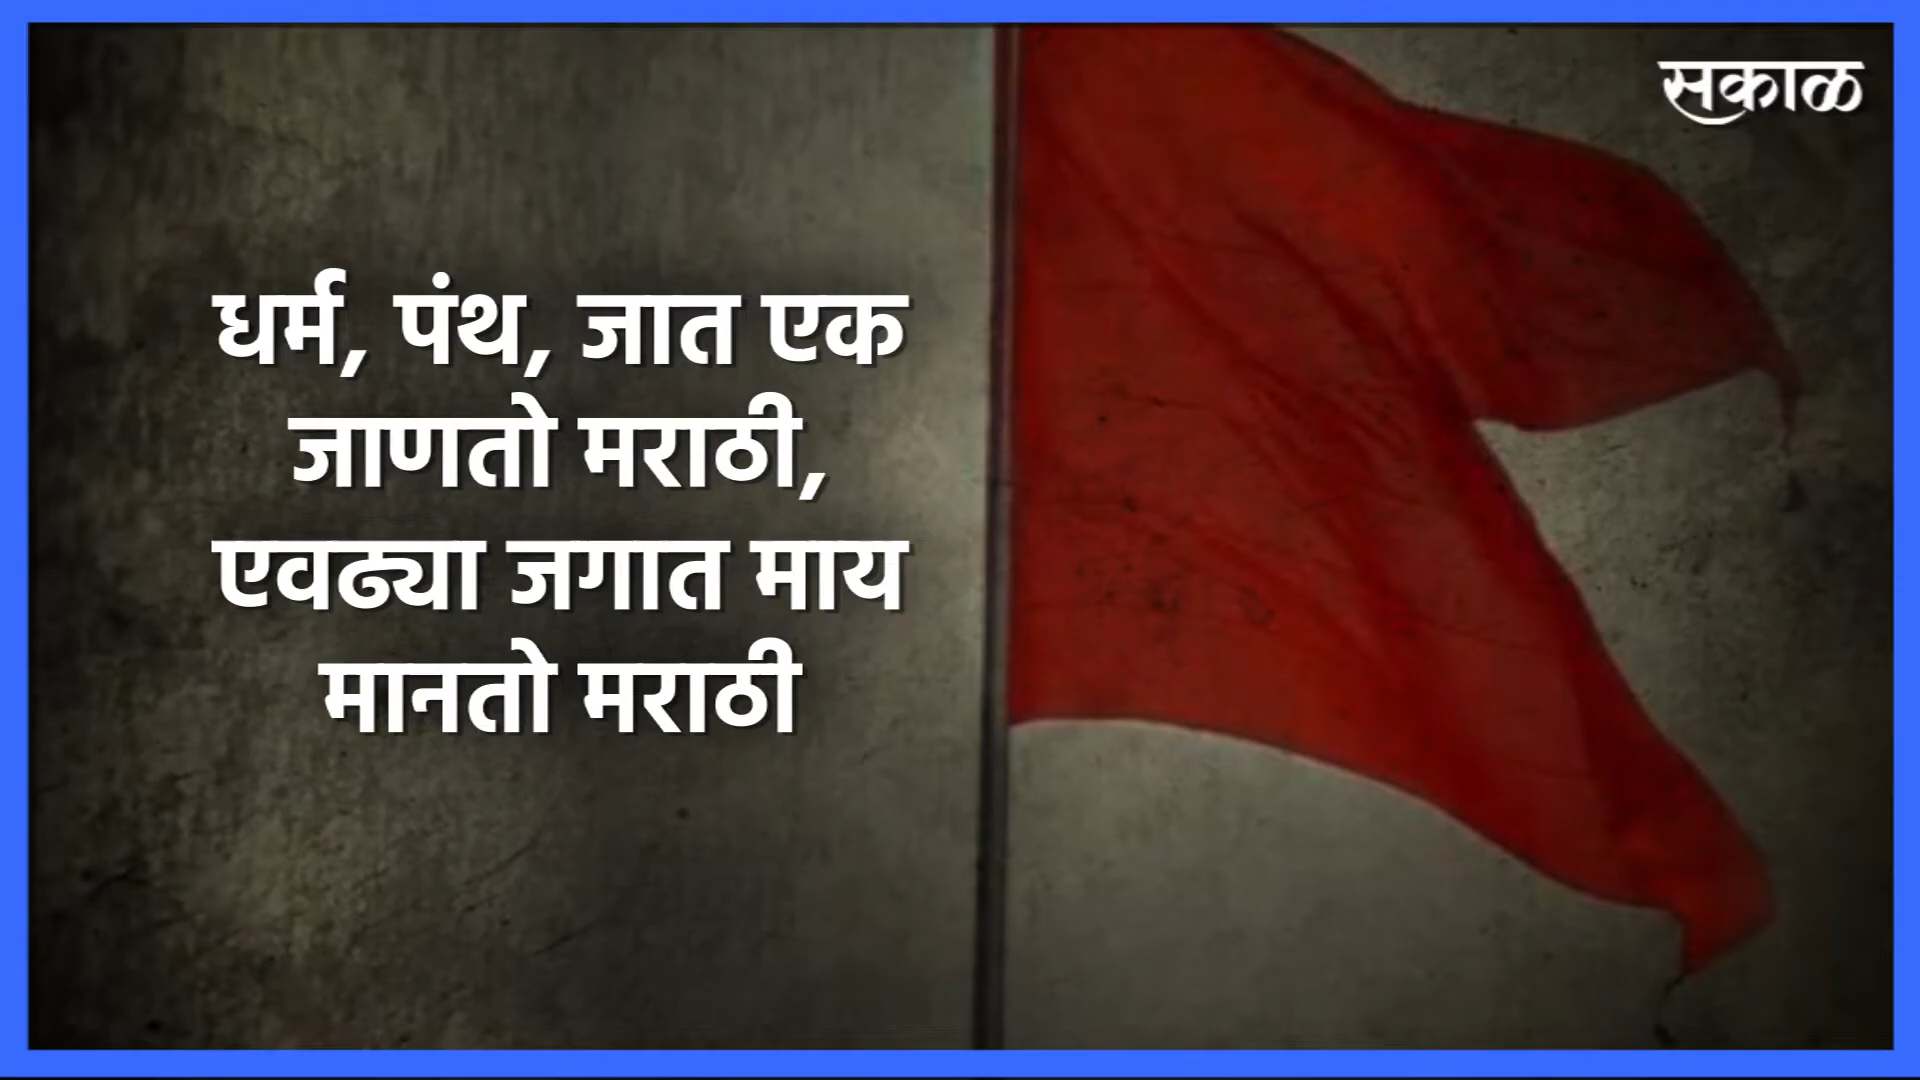 सकाळ
धर्म, पंथ, जात एक
जाणतो मराठी,
एवढ्या जगात माय
मानतो मराठी